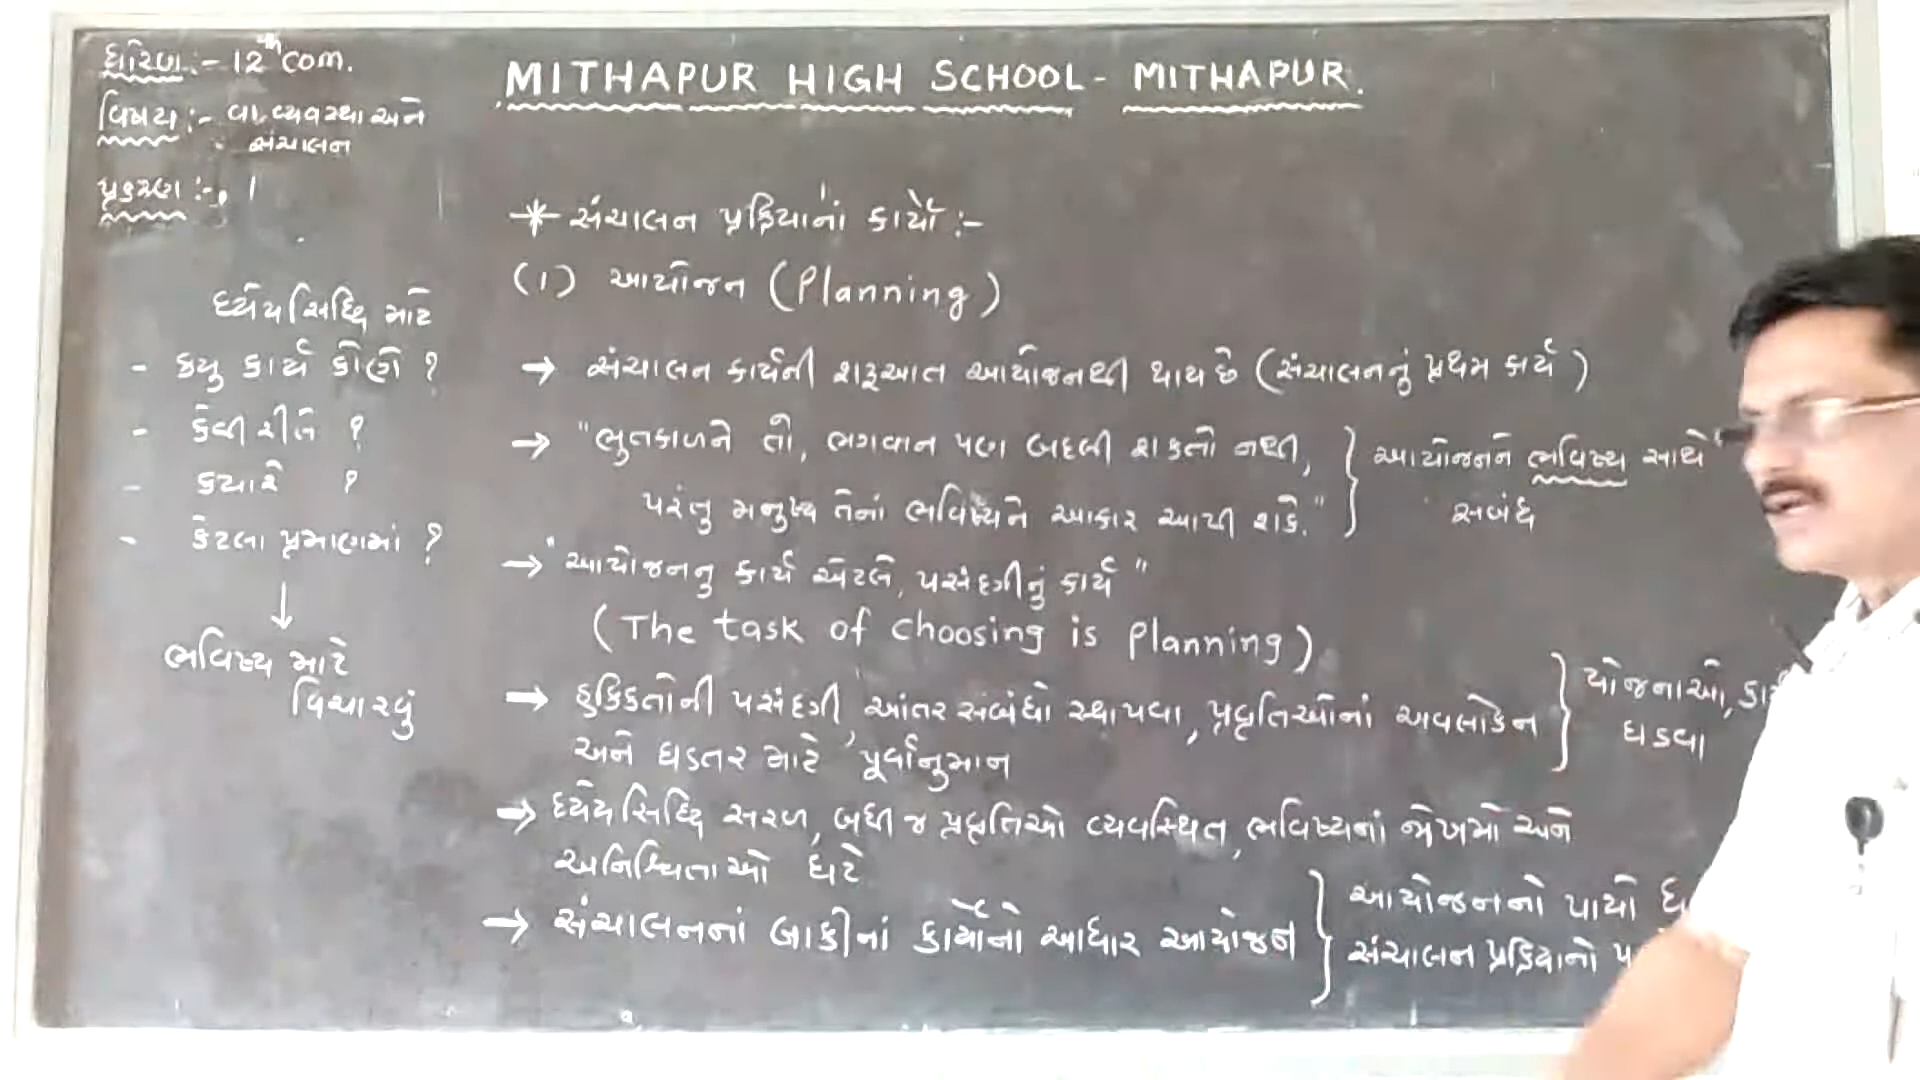 ધોરણ :- 12th com.
વિષય :- વા. વ્યવસ્થા અને
સંચાલન
પ્રકરણ :- 1
MITHAPUR HIGH SCHOOL - MITHAPUR.
* સંચાલન પ્રક્રિયાનાં કાર્યો :-
(1) આયોજન (Planning)
ધ્યેયસિધ્ધિ માટે
- કયુ કાર્ય કોણે ?
- કેવી રીતે ?
- કયારે ?
- કેટલા પ્રમાણમાં ?
↓
ભવિષ્ય માટે
વિચારવું
→ સંચાલન કાર્યની શરૂઆત આયોજનથી થાય છે (સંચાલનનું પ્રથમ કાર્ય)
→ "ભુતકાળને તો, ભગવાન પણ બદલી શકતો નથી,
પરંતુ મનુષ્ય તેનાં ભવિષ્યને આકાર આપી શકે."
} આયોજનને ભવિષ્ય સાથે
સબંધ
→ "આયોજનનુ કાર્ય એટલે, પસંદગીનું કાર્ય"
(The task of choosing is Planning)
→ હકિકતોની પસંદગી, આંતર સબંધો સ્થાપવા, પ્રવૃતિઓનાં અવલોકન
અને ઘડતર માટે પૂર્વાનુમાન
} યોજનાઓ,
ઘડવા
→ ધ્યેયસિધ્ધિ સરળ, બધી જ પ્રવૃતિઓ વ્યવસ્થિત, ભવિષ્યનાં જોખમો અને
અનિશ્ચિતાઓ ઘટે
→ સંચાલનનાં બાકીનાં કાર્યોનો આધાર આયોજન
} આયોજનનો પાયો
સંચાલન પ્રક્રિયાનો